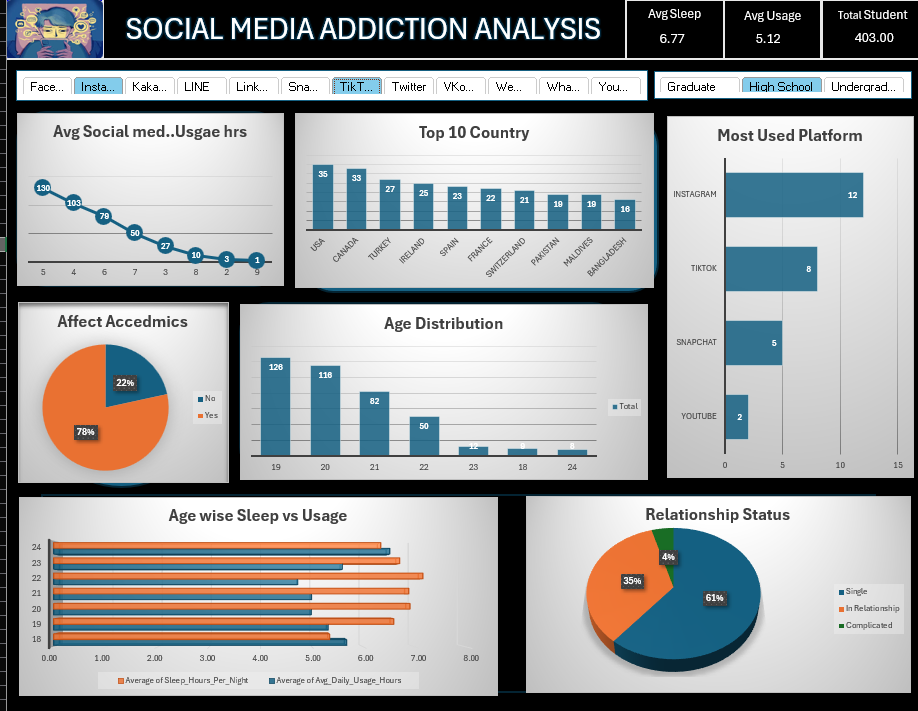 SOCIAL MEDIA ADDICTION ANALYSIS
Avg Sleep
6.77
Avg Usage
5.12
Total Student
403.00
Face... Insta... Kaka... LINE Link... Sna... TikT... Twitter VKo... We... Wha... You...
Graduate High School Undergrad...
Avg Social med..Usgae hrs
130 103 79 50 27 10 3 1
5 4 6 7 3 8 2 9
Top 10 Country
35 33 27 25 23 22 21 19 19 16
USA CANADA TURKEY IRELAND SPAIN FRANCE SWITZERLAND PAKISTAN MALDIVES BANGLADESH
Most Used Platform
INSTAGRAM 12
TIKTOK 8
SNAPCHAT 5
YOUTUBE 2
0 5 10 15
Affect Accedmics
22%
78%
No
Yes
Age Distribution
126 116 82 50
19 20 21 22 23 18 24
Total
Age wise Sleep vs Usage
24
23
22
21
20
19
18
0.00 1.00 2.00 3.00 4.00 5.00 6.00 7.00 8.00
Average of Sleep_Hours_Per_Night Average of Avg_Daily_Usage_Hours
Relationship Status
4%
35%
61%
Single
In Relationship
Complicated